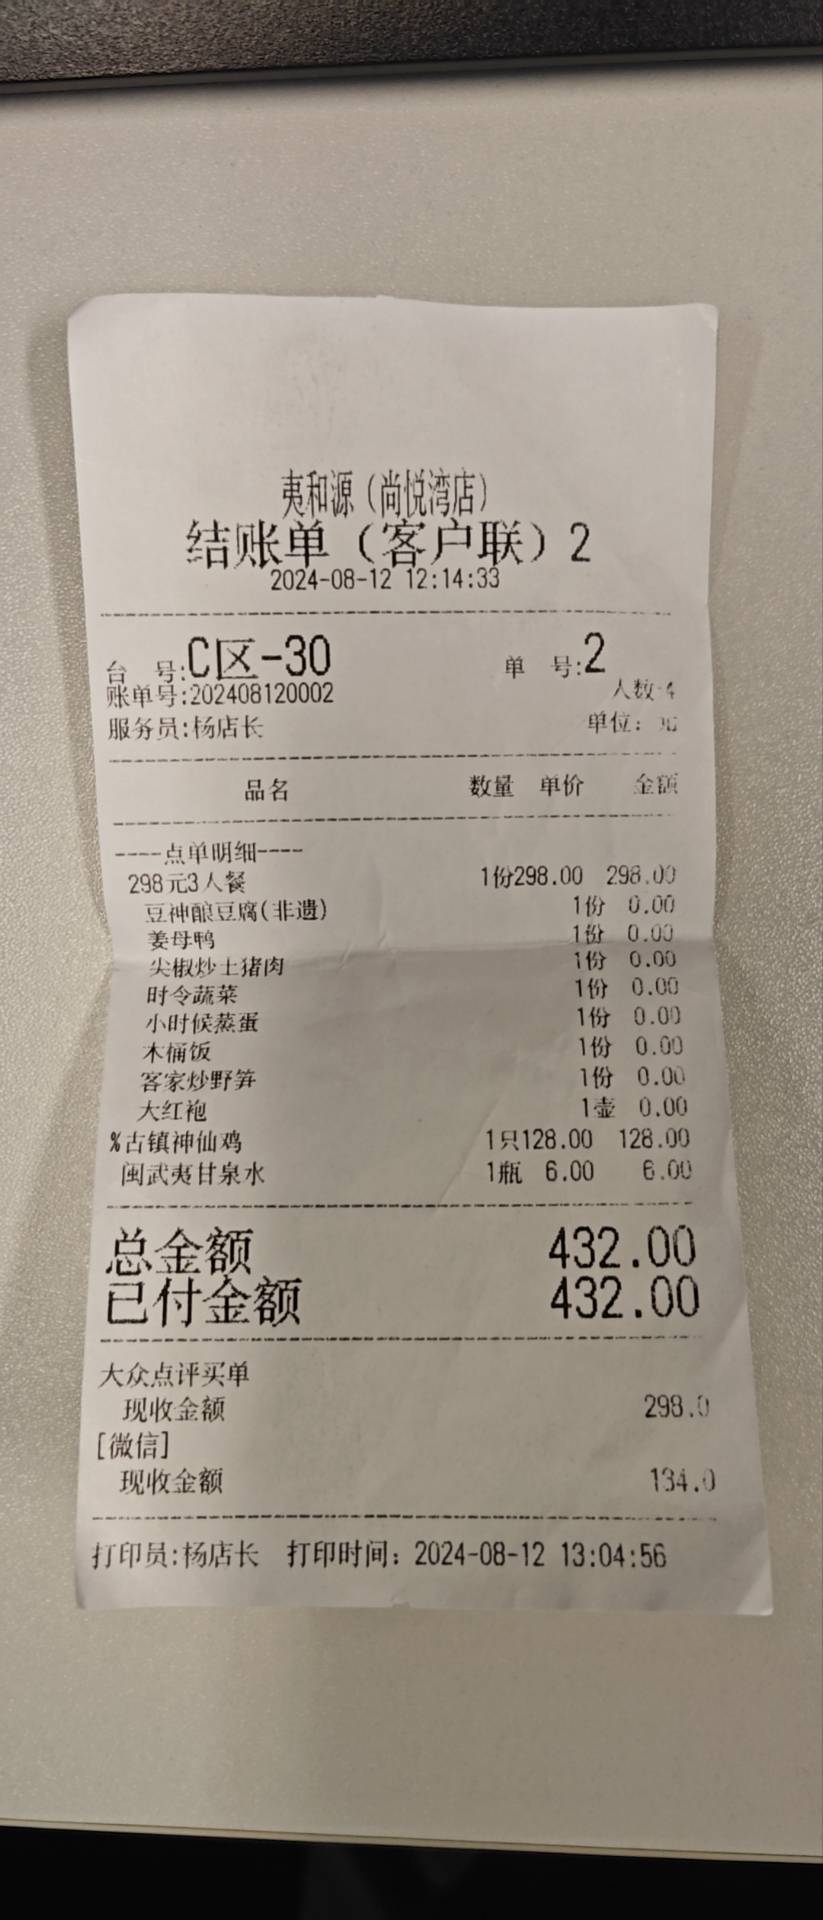 夷和源（尚悦湾店）
结账单（客户联）2
2024-08-12 12:14:33
台 号:C区-30 单 号:2
账单号:202408120002 人数:4
服务员:杨店长 单位：元
品名 数量 单价 金额
----点单明细----
298元3人餐 1份298.00 298.00
豆神酿豆腐(非遗) 1份 0.00
姜母鸭 1份 0.00
尖椒炒土猪肉 1份 0.00
时令蔬菜 1份 0.00
小时候蒸蛋 1份 0.00
木桶饭 1份 0.00
客家炒野笋 1份 0.00
大红袍 1壶 0.00
%古镇神仙鸡 1只128.00 128.00
闽武夷甘泉水 1瓶 6.00 6.00
总金额 432.00
已付金额 432.00
大众点评买单
现收金额 298.0
[微信]
现收金额 134.0
打印员:杨店长 打印时间：2024-08-12 13:04:56